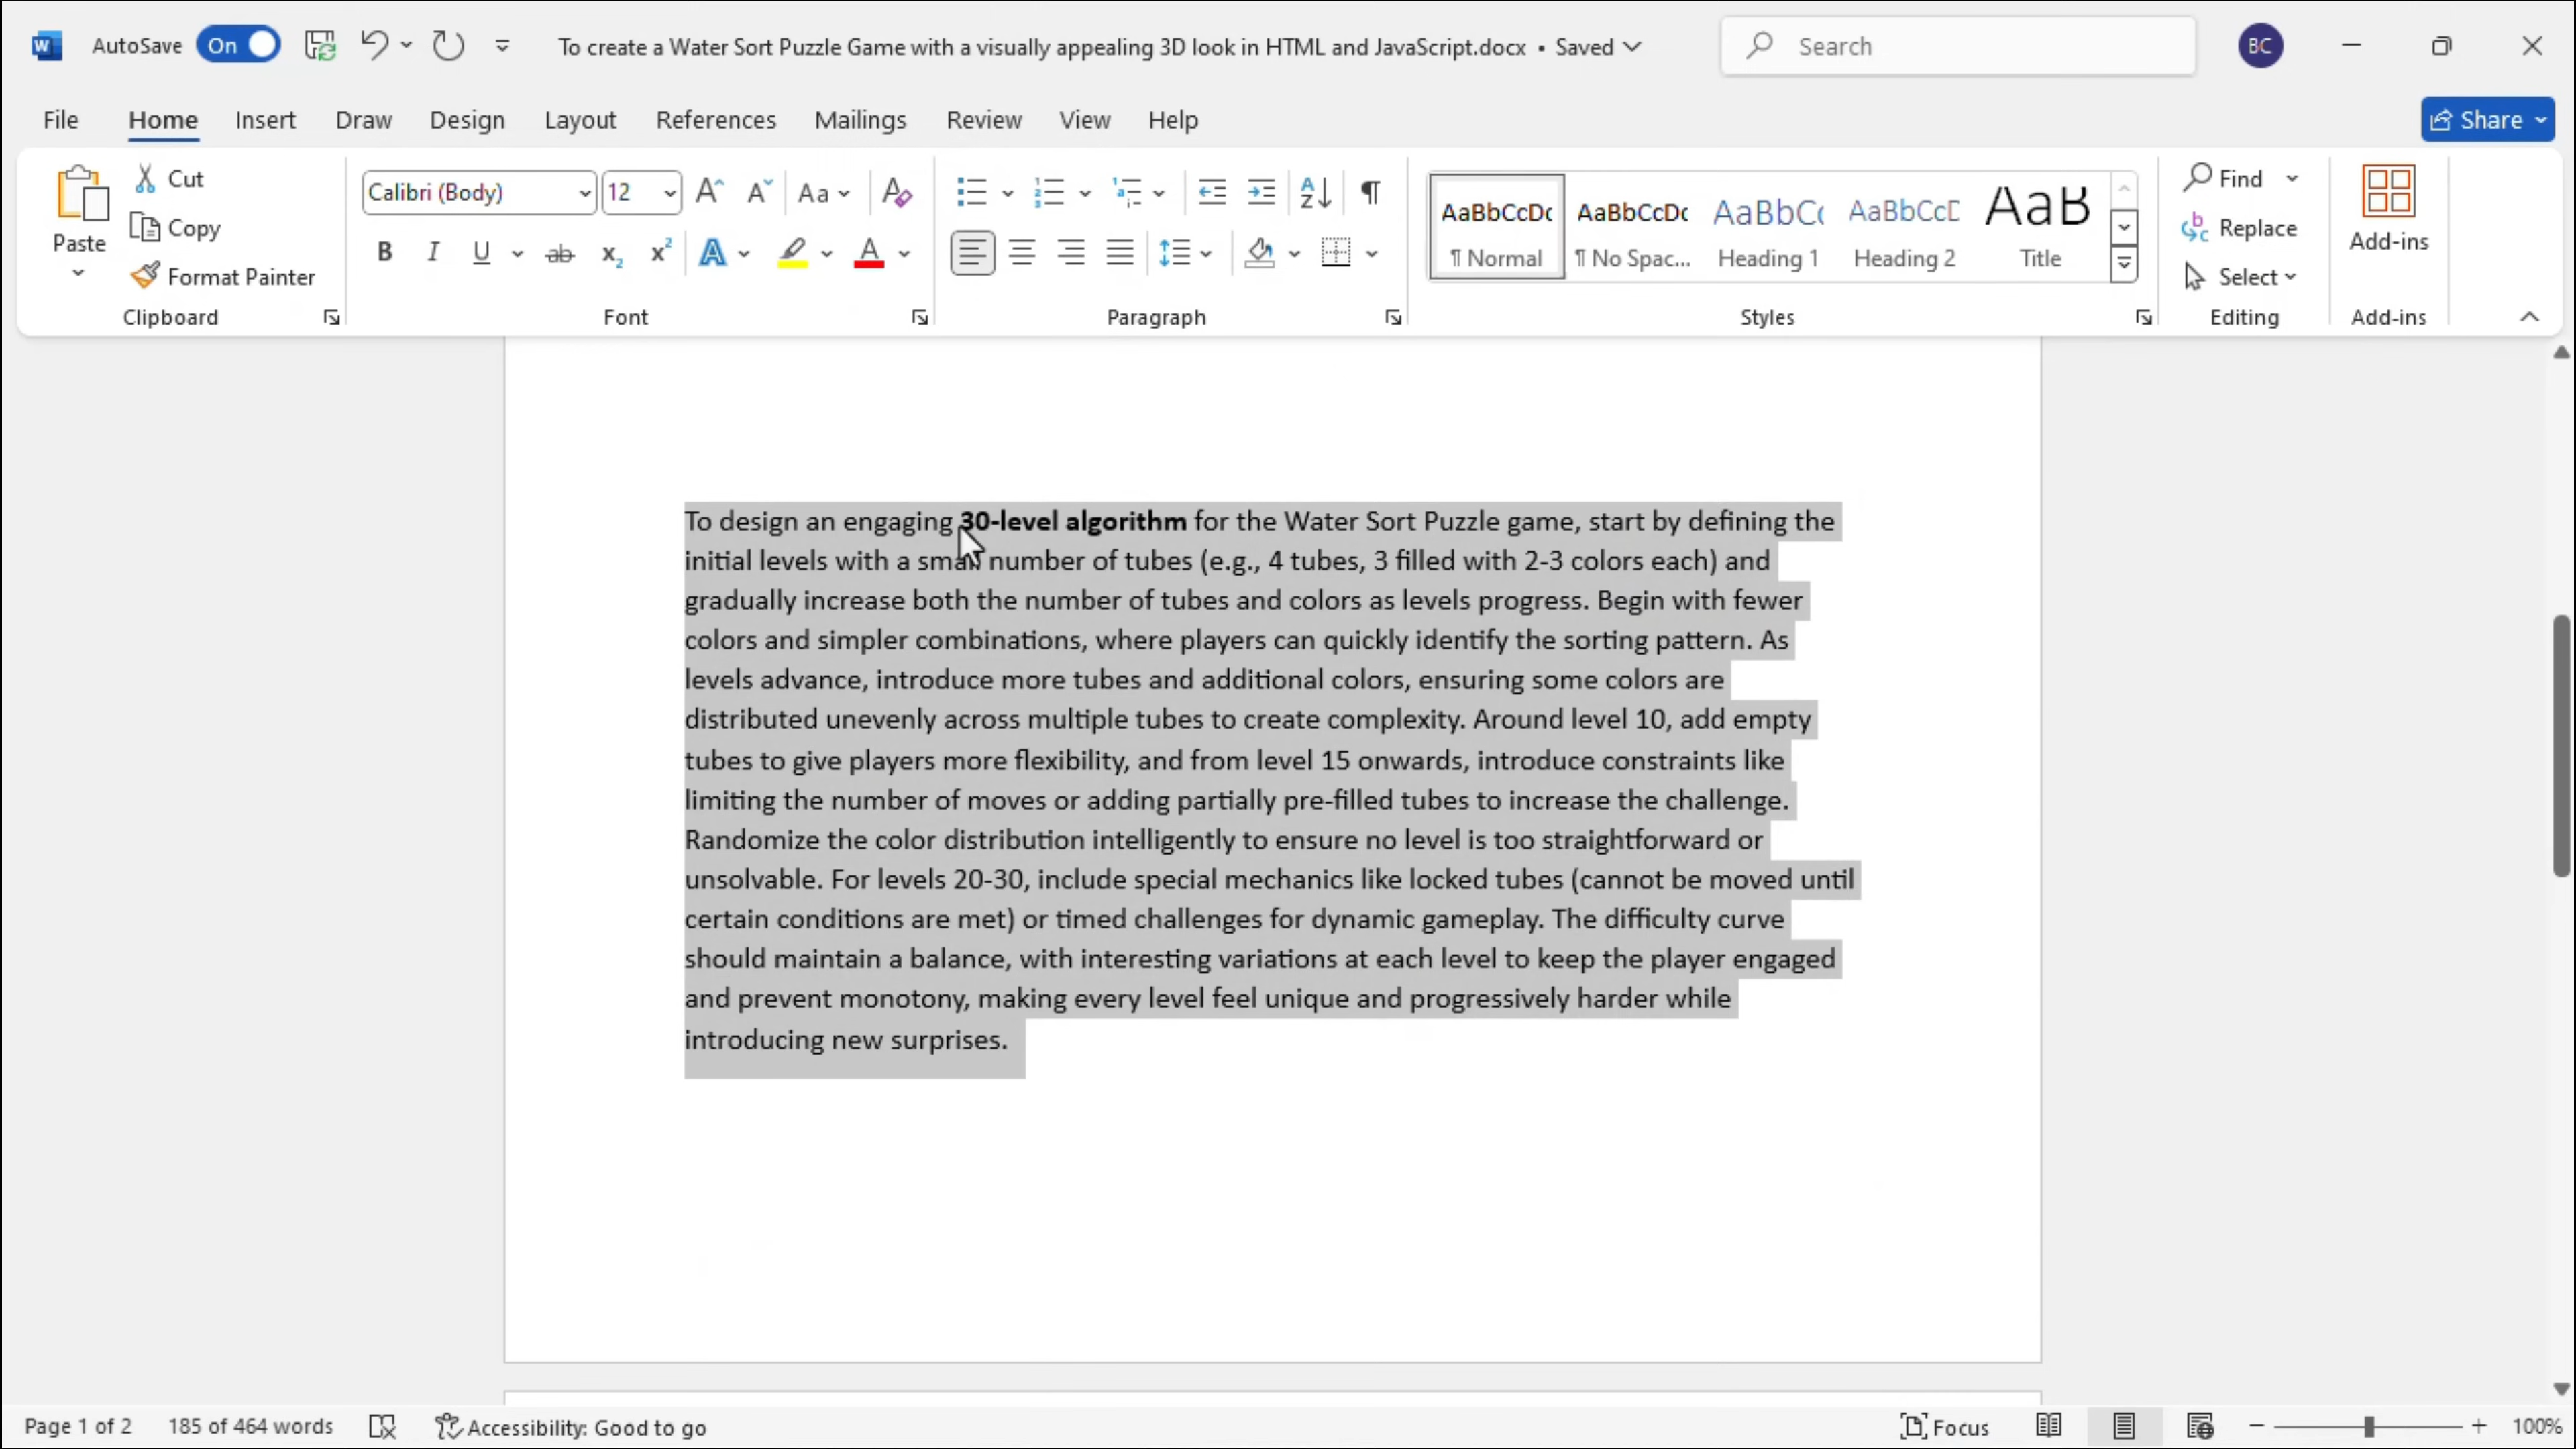 AutoSave On To create a Water Sort Puzzle Game with a visually appealing 3D look in HTML and JavaScript.docx • Saved Search BC
File Home Insert Draw Design Layout References Mailings Review View Help Share
Paste
Cut
Copy
Format Painter
Clipboard
Calibri (Body) 12
Aa
B I U ab x₂ x² A A
Font
Paragraph
AaBbCcDc AaBbCcDc AaBbC AaBbCcD AaB
¶ Normal ¶ No Spac... Heading 1 Heading 2 Title
Styles
Find
Replace
Select
Editing
Add-ins
Add-ins
To design an engaging 30-level algorithm for the Water Sort Puzzle game, start by defining the
initial levels with a small number of tubes (e.g., 4 tubes, 3 filled with 2-3 colors each) and
gradually increase both the number of tubes and colors as levels progress. Begin with fewer
colors and simpler combinations, where players can quickly identify the sorting pattern. As
levels advance, introduce more tubes and additional colors, ensuring some colors are
distributed unevenly across multiple tubes to create complexity. Around level 10, add empty
tubes to give players more flexibility, and from level 15 onwards, introduce constraints like
limiting the number of moves or adding partially pre-filled tubes to increase the challenge.
Randomize the color distribution intelligently to ensure no level is too straightforward or
unsolvable. For levels 20-30, include special mechanics like locked tubes (cannot be moved until
certain conditions are met) or timed challenges for dynamic gameplay. The difficulty curve
should maintain a balance, with interesting variations at each level to keep the player engaged
and prevent monotony, making every level feel unique and progressively harder while
introducing new surprises.
Page 1 of 2 185 of 464 words Accessibility: Good to go Focus 100%